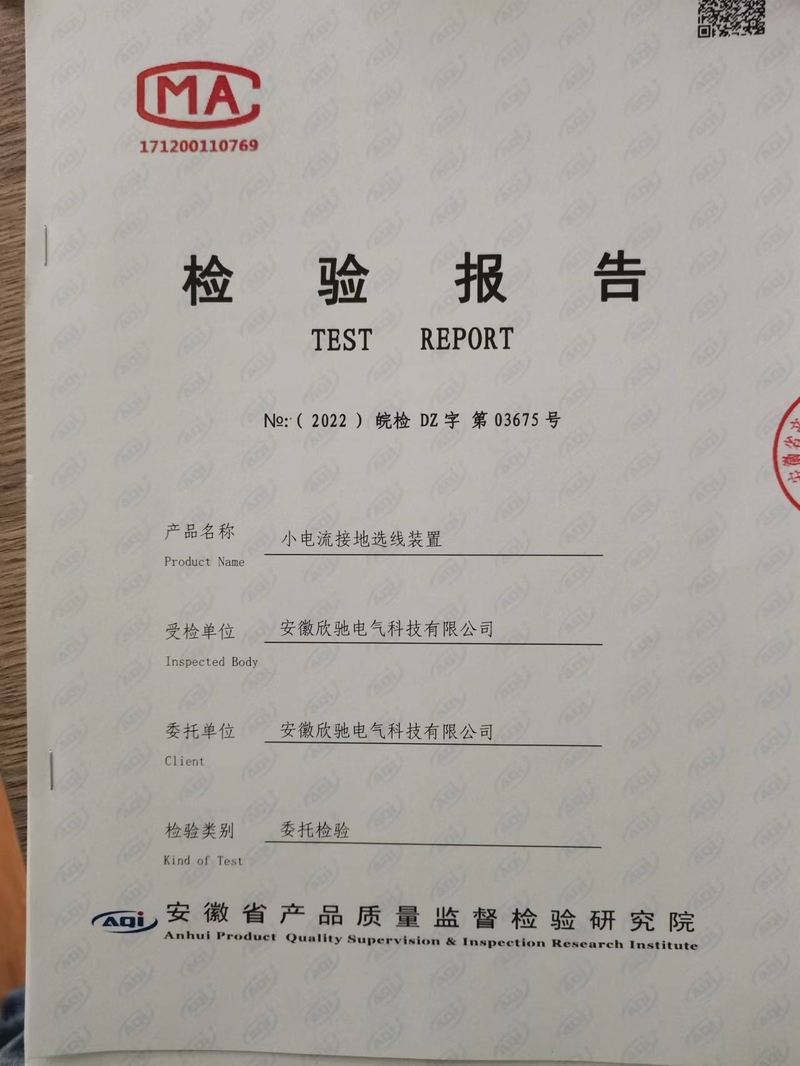 CMA
171200110769
检验报告
TEST REPORT
№:(2022)皖检 DZ字 第03675号
产品名称 小电流接地选线装置
Product Name
受检单位 安徽欣驰电气科技有限公司
Inspected Body
委托单位 安徽欣驰电气科技有限公司
Client
检验类别 委托检验
Kind of Test
AQI 安徽省产品质量监督检验研究院
Anhui Product Quality Supervision & Inspection Research Institute